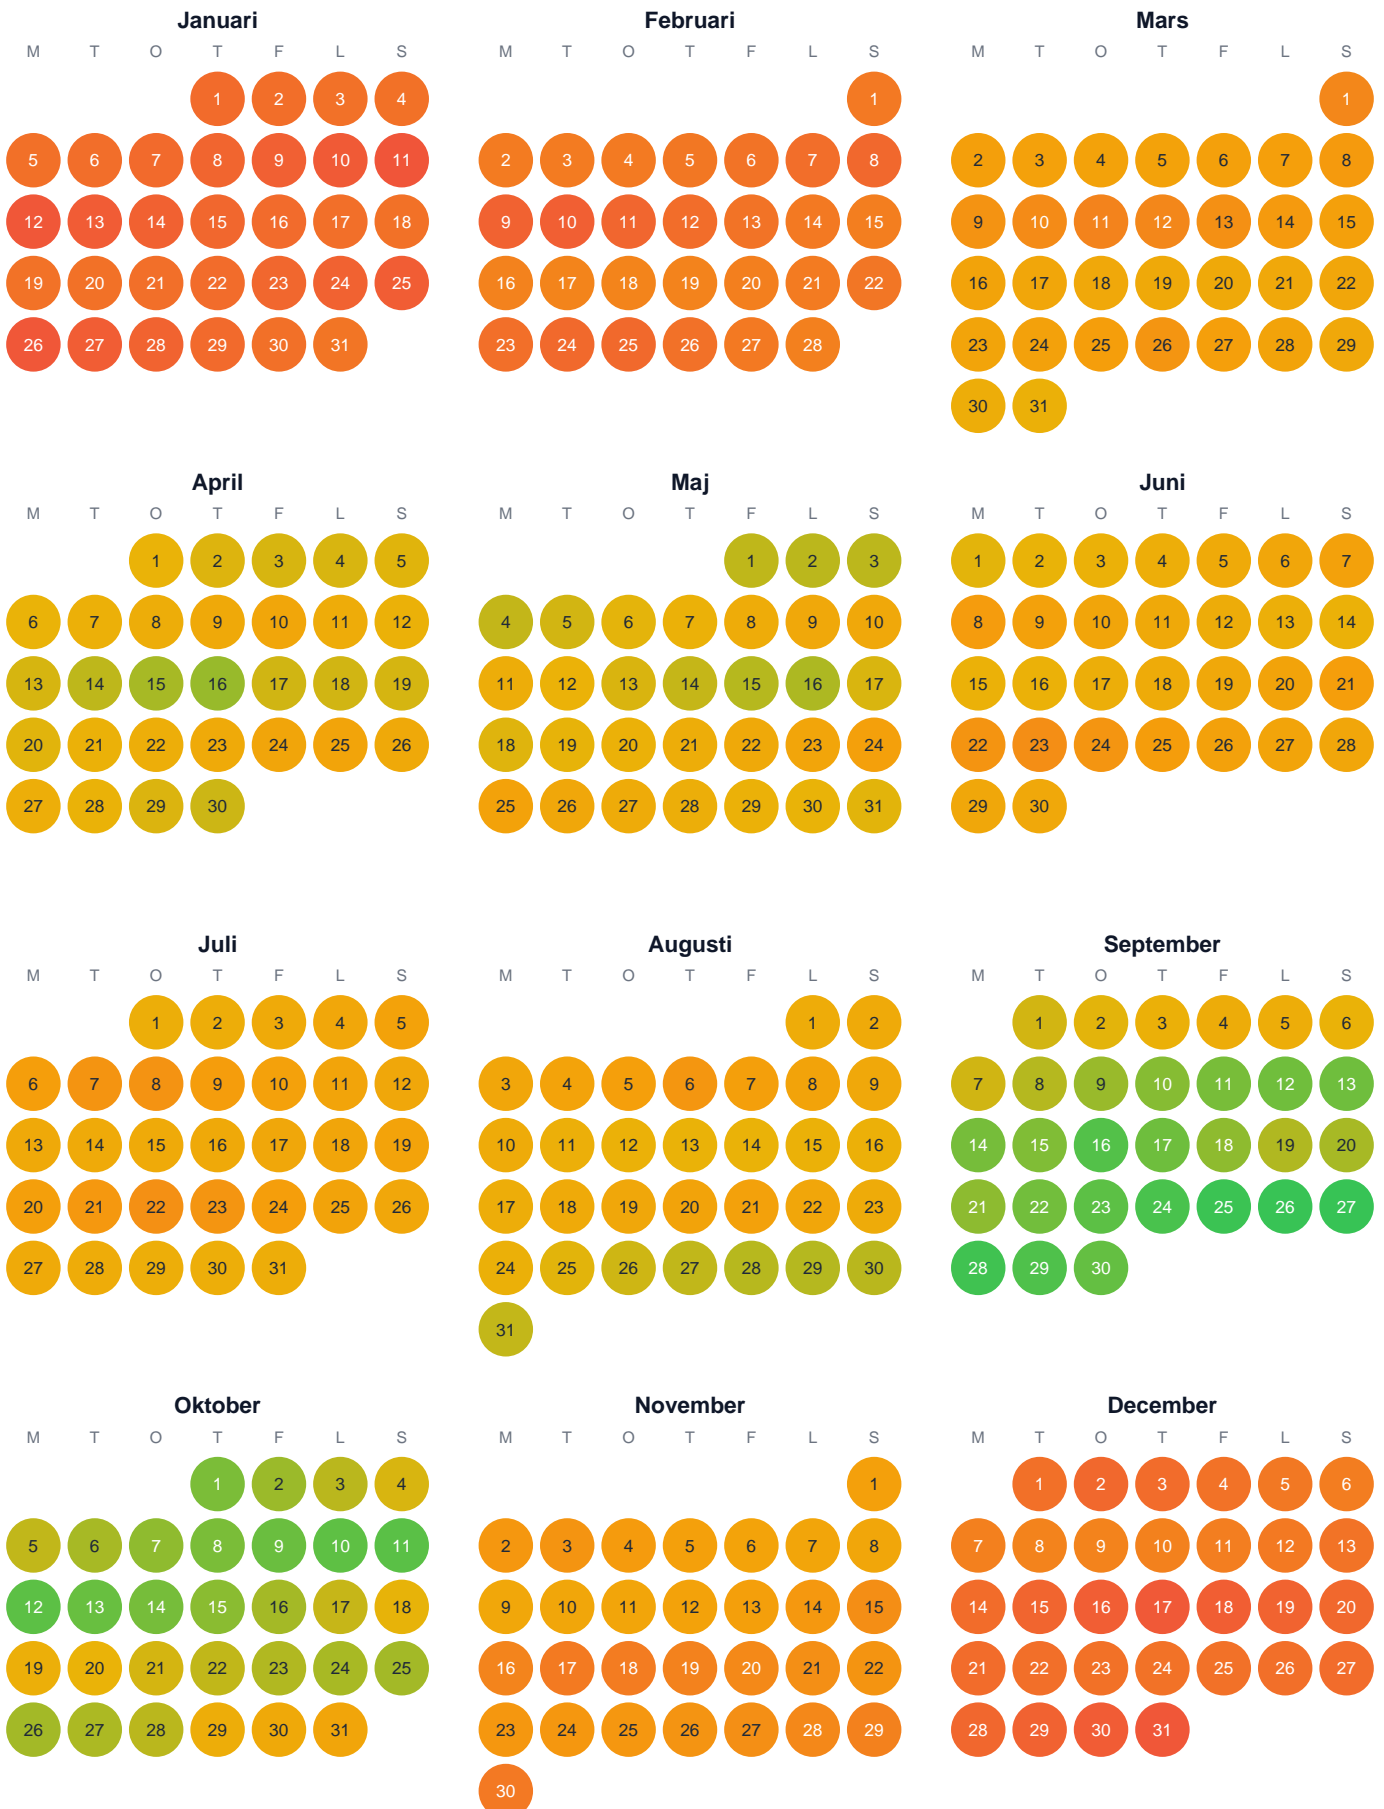 Januari Februari Mars
M T O T F L S M T O T F L S M T O T F L S
1 2 3 4 1 1
5 6 7 8 9 10 11 2 3 4 5 6 7 8 2 3 4 5 6 7 8
12 13 14 15 16 17 18 9 10 11 12 13 14 15 9 10 11 12 13 14 15
19 20 21 22 23 24 25 16 17 18 19 20 21 22 16 17 18 19 20 21 22
26 27 28 29 30 31 23 24 25 26 27 28 23 24 25 26 27 28 29
30 31
April Maj Juni
M T O T F L S M T O T F L S M T O T F L S
1 2 3 4 5 1 2 3 1 2 3 4 5 6 7
6 7 8 9 10 11 12 4 5 6 7 8 9 10 8 9 10 11 12 13 14
13 14 15 16 17 18 19 11 12 13 14 15 16 17 15 16 17 18 19 20 21
20 21 22 23 24 25 26 18 19 20 21 22 23 24 22 23 24 25 26 27 28
27 28 29 30 25 26 27 28 29 30 31 29 30
Juli Augusti September
M T O T F L S M T O T F L S M T O T F L S
1 2 3 4 5 1 2 1 2 3 4 5 6
6 7 8 9 10 11 12 3 4 5 6 7 8 9 7 8 9 10 11 12 13
13 14 15 16 17 18 19 10 11 12 13 14 15 16 14 15 16 17 18 19 20
20 21 22 23 24 25 26 17 18 19 20 21 22 23 21 22 23 24 25 26 27
27 28 29 30 31 24 25 26 27 28 29 30 28 29 30
31
Oktober November December
M T O T F L S M T O T F L S M T O T F L S
1 2 3 4 1 1 2 3 4 5 6
5 6 7 8 9 10 11 2 3 4 5 6 7 8 7 8 9 10 11 12 13
12 13 14 15 16 17 18 9 10 11 12 13 14 15 14 15 16 17 18 19 20
19 20 21 22 23 24 25 16 17 18 19 20 21 22 21 22 23 24 25 26 27
26 27 28 29 30 31 23 24 25 26 27 28 29 28 29 30 31
30